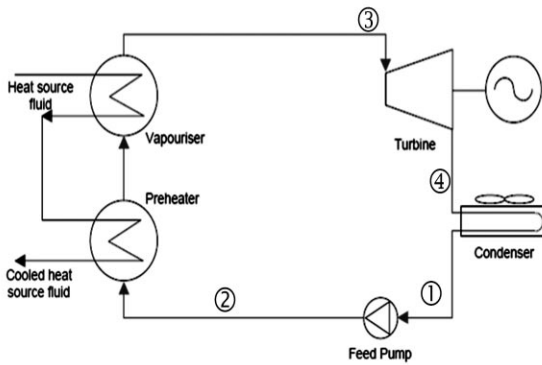 ③
Heat source
fluid
Vapouriser
Turbine
④
Preheater
Condenser
Cooled heat
source fluid
②
①
Feed Pump